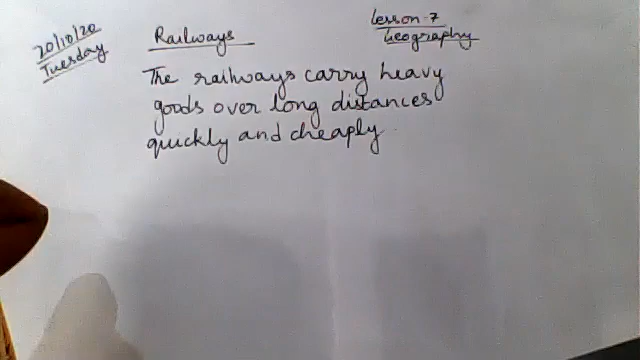 20/10/20
Tuesday
Railways
Lesson-7
Geography
The railways carry heavy
goods over long distances
quickly and cheaply.